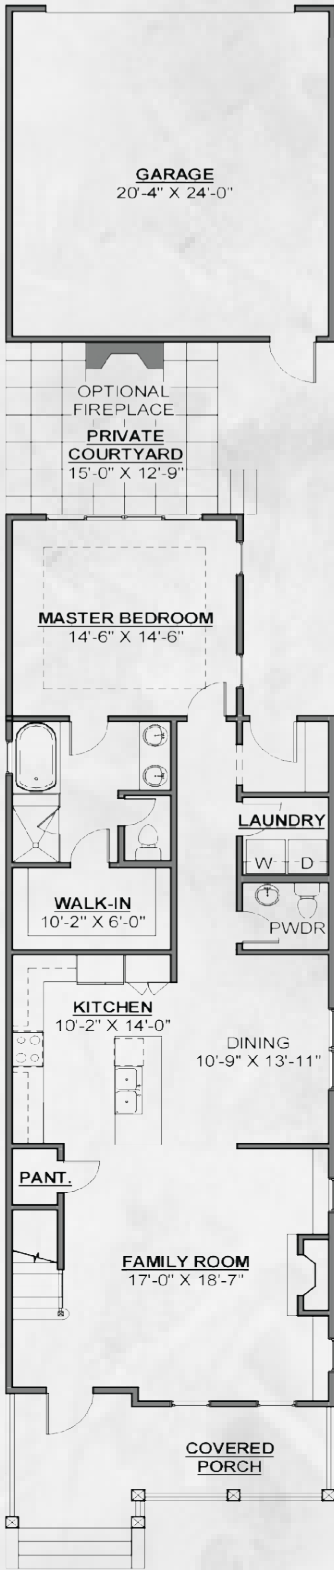 GARAGE
20'-4" X 24'-0"
OPTIONAL
FIREPLACE
PRIVATE
COURTYARD
15'-0" X 12'-9"
MASTER BEDROOM
14'-6" X 14'-6"
LAUNDRY
W D
WALK-IN
10'-2" X 6'-0"
PWDR
KITCHEN
10'-2" X 14'-0"
DINING
10'-9" X 13'-11"
PANT.
FAMILY ROOM
17'-0" X 18'-7"
COVERED
PORCH